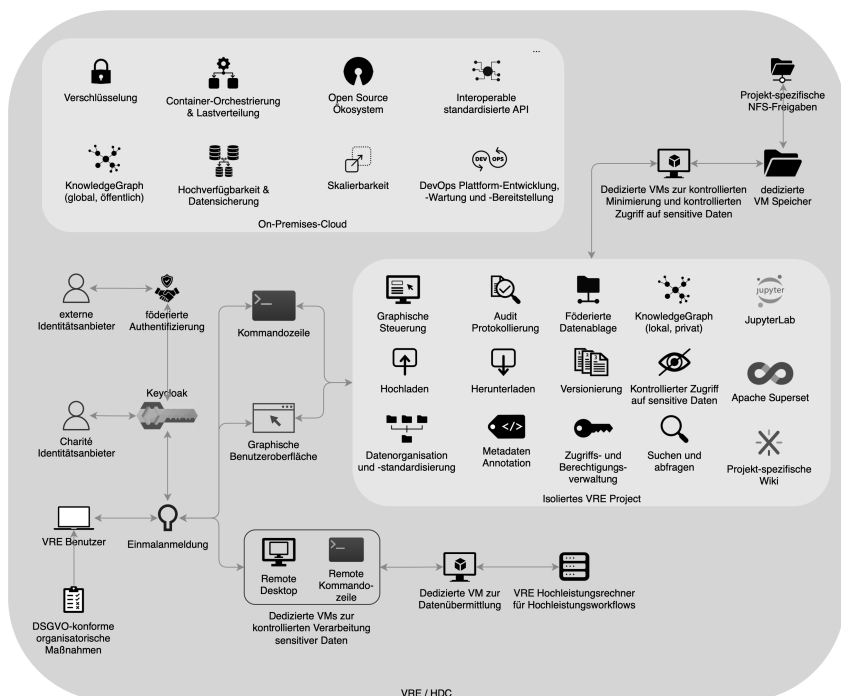 ...
Verschlüsselung
Container-Orchestrierung
& Lastverteilung
Open Source
Ökosystem
Interoperable
standardisierte API
KnowledgeGraph
(global, öffentlich)
Hochverfügbarkeit &
Datensicherung
Skalierbarkeit
DEV OPS
DevOps Plattform-Entwicklung,
-Wartung und -Bereitstellung
On-Premises-Cloud
Projekt-spezifische
NFS-Freigaben
Dedizierte VMs zur kontrollierten
Minimierung und kontrollierten
Zugriff auf sensitive Daten
dedizierte
VM Speicher
externe
Identitätsanbieter
föderierte
Authentifizierung
Kommandozeile
Keycloak
Charité
Identitätsanbieter
Graphische
Benutzeroberfläche
VRE Benutzer
Einmalanmeldung
DSGVO-konforme
organisatorische
Maßnahmen
Graphische
Steuerung
Audit
Protokollierung
Föderierte
Datenablage
KnowledgeGraph
(lokal, privat)
jupyter
JupyterLab
Hochladen
Herunterladen
1 2 3
Versionierung
Kontrollierter Zugriff
auf sensitive Daten
Apache Superset
Datenorganisation
und -standardisierung
</>
Metadaten
Annotation
Zugriffs- und
Berechtigungs-
verwaltung
Suchen und
abfragen
Projekt-spezifische
Wiki
Isoliertes VRE Project
Remote
Desktop
Remote
Kommando-
zeile
Dedizierte VMs zur
kontrollierten Verarbeitung
sensitiver Daten
Dedizierte VM zur
Datenübermittlung
VRE Hochleistungsrechner
für Hochleistungsworkflows
VRE / HDC